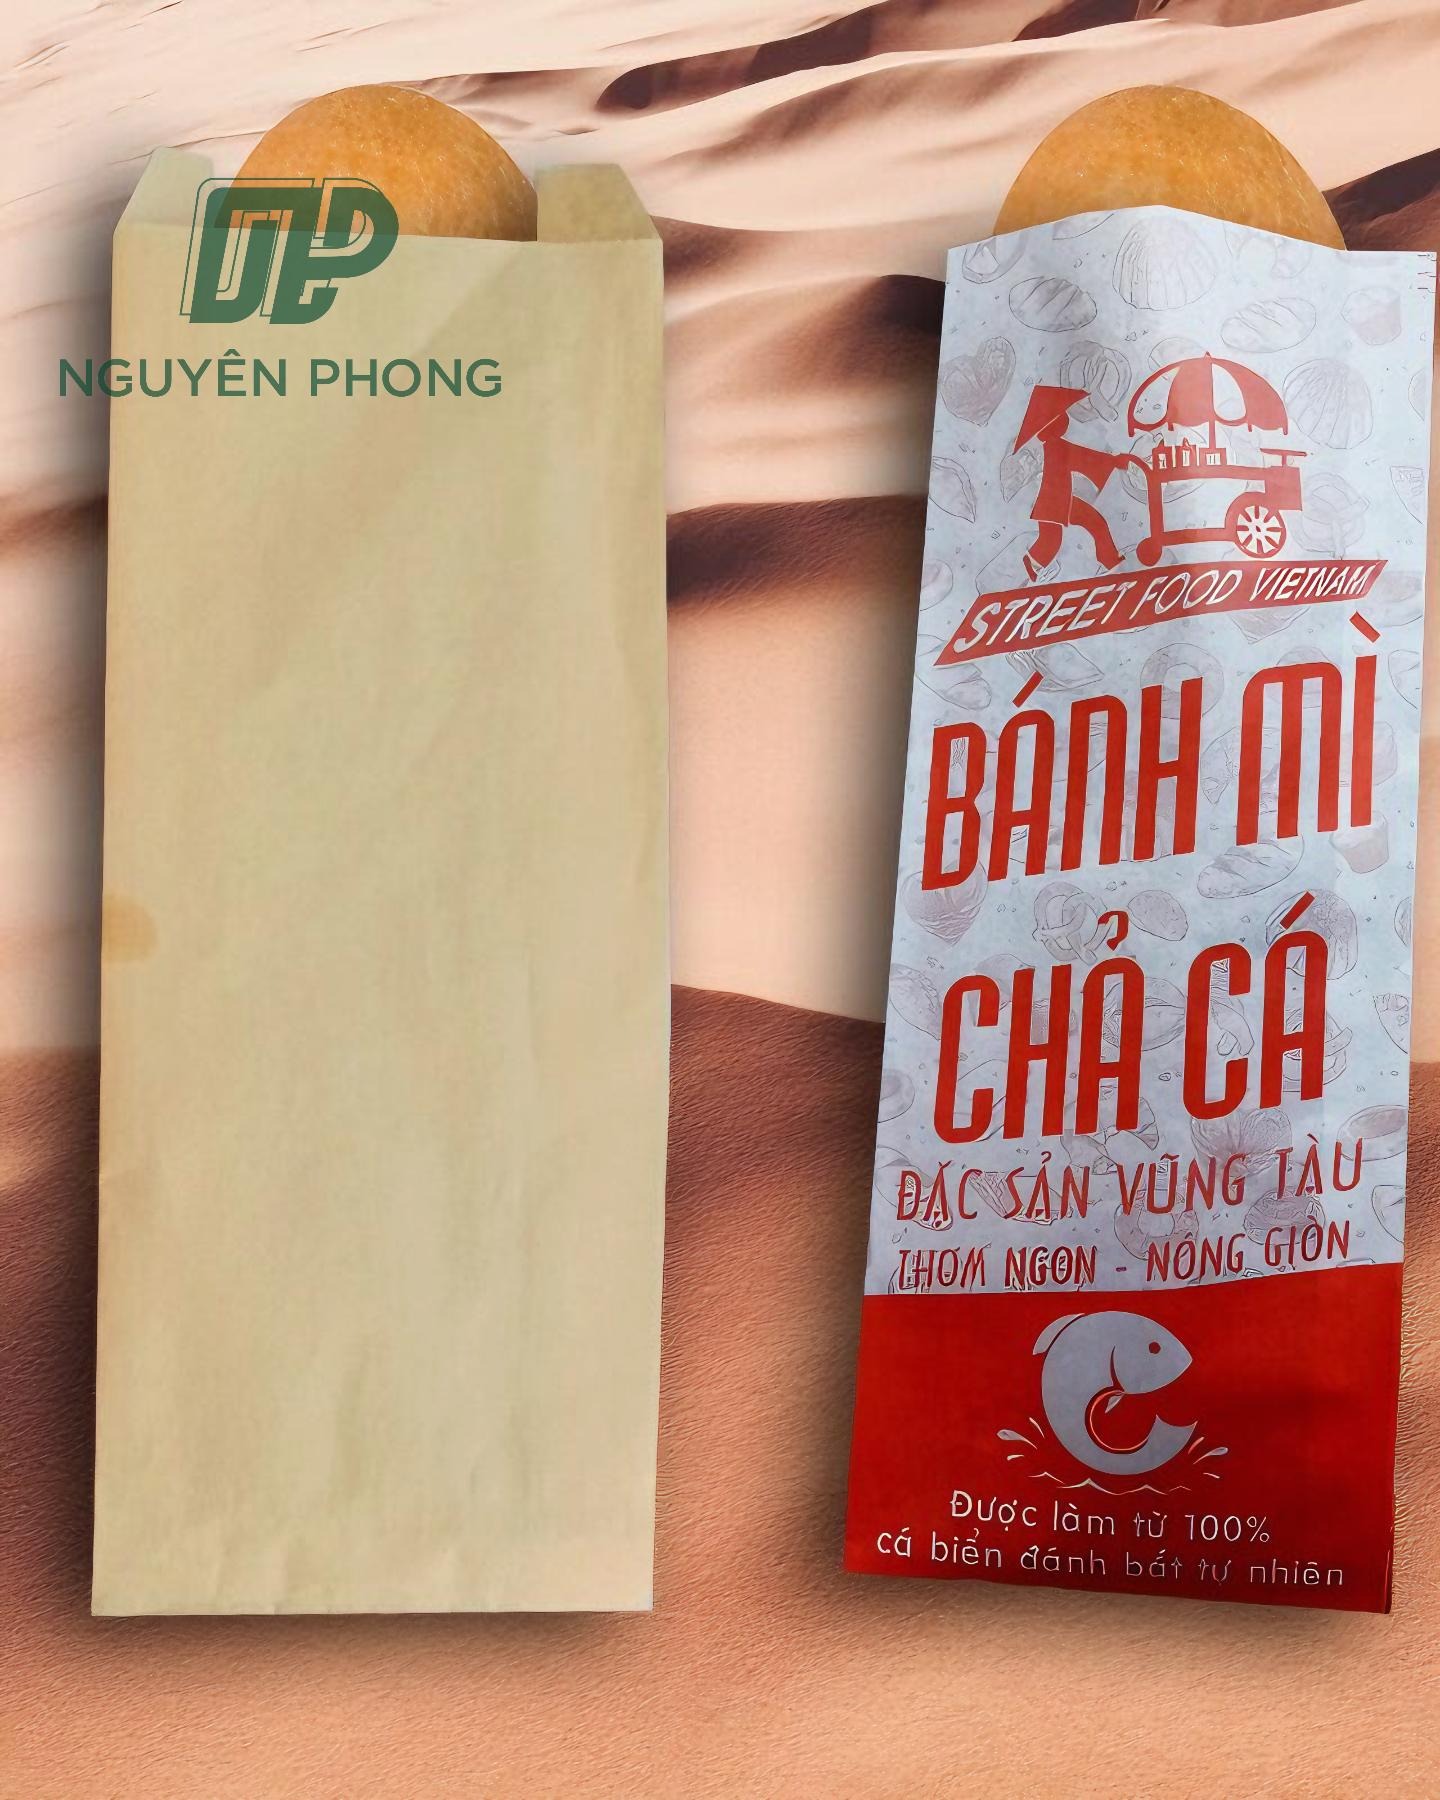 NP
NGUYÊN PHONG
STREET FOOD VIETNAM
BÁNH MÌ
CHẢ CÁ
ĐẶC SẢN VŨNG TÀU
THƠM NGON - NÓNG GIÒN
Được làm từ 100%
cá biển đánh bắt tự nhiên